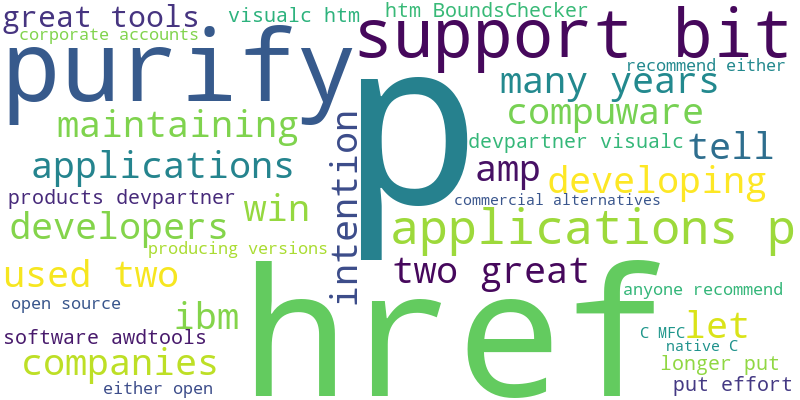 great tools
visualc htm
htm BoundsChecker
corporate accounts
support bit
purify
p
recommend either
many years
maintaining
compuware
intention
devpartner visualc
tell
applications
amp
developing
products devpartner
win
commercial alternatives
developers
applications p
producing versions
used two
two great
href
anyone recommend
open source
ibm
let
software awdtools
C MFC
native C
companies
longer put
either open
put effort